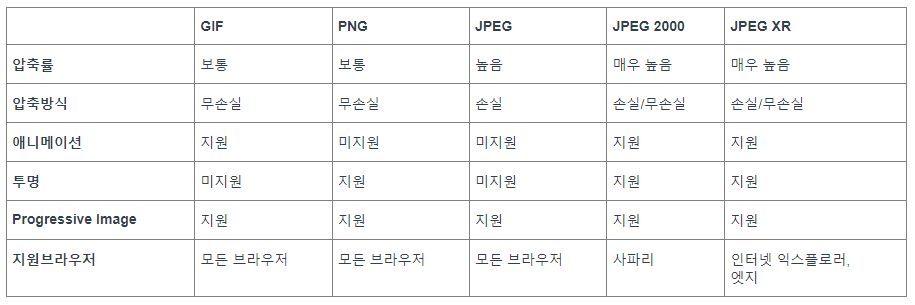 GIF PNG JPEG JPEG 2000 JPEG XR
압축률 보통 보통 높음 매우 높음 매우 높음
압축방식 무손실 무손실 손실 손실/무손실 손실/무손실
애니메이션 지원 미지원 미지원 지원 지원
투명 미지원 지원 미지원 지원 지원
Progressive Image 지원 지원 지원 지원 지원
지원브라우저 모든 브라우저 모든 브라우저 모든 브라우저 사파리 인터넷 익스플로러,
엣지